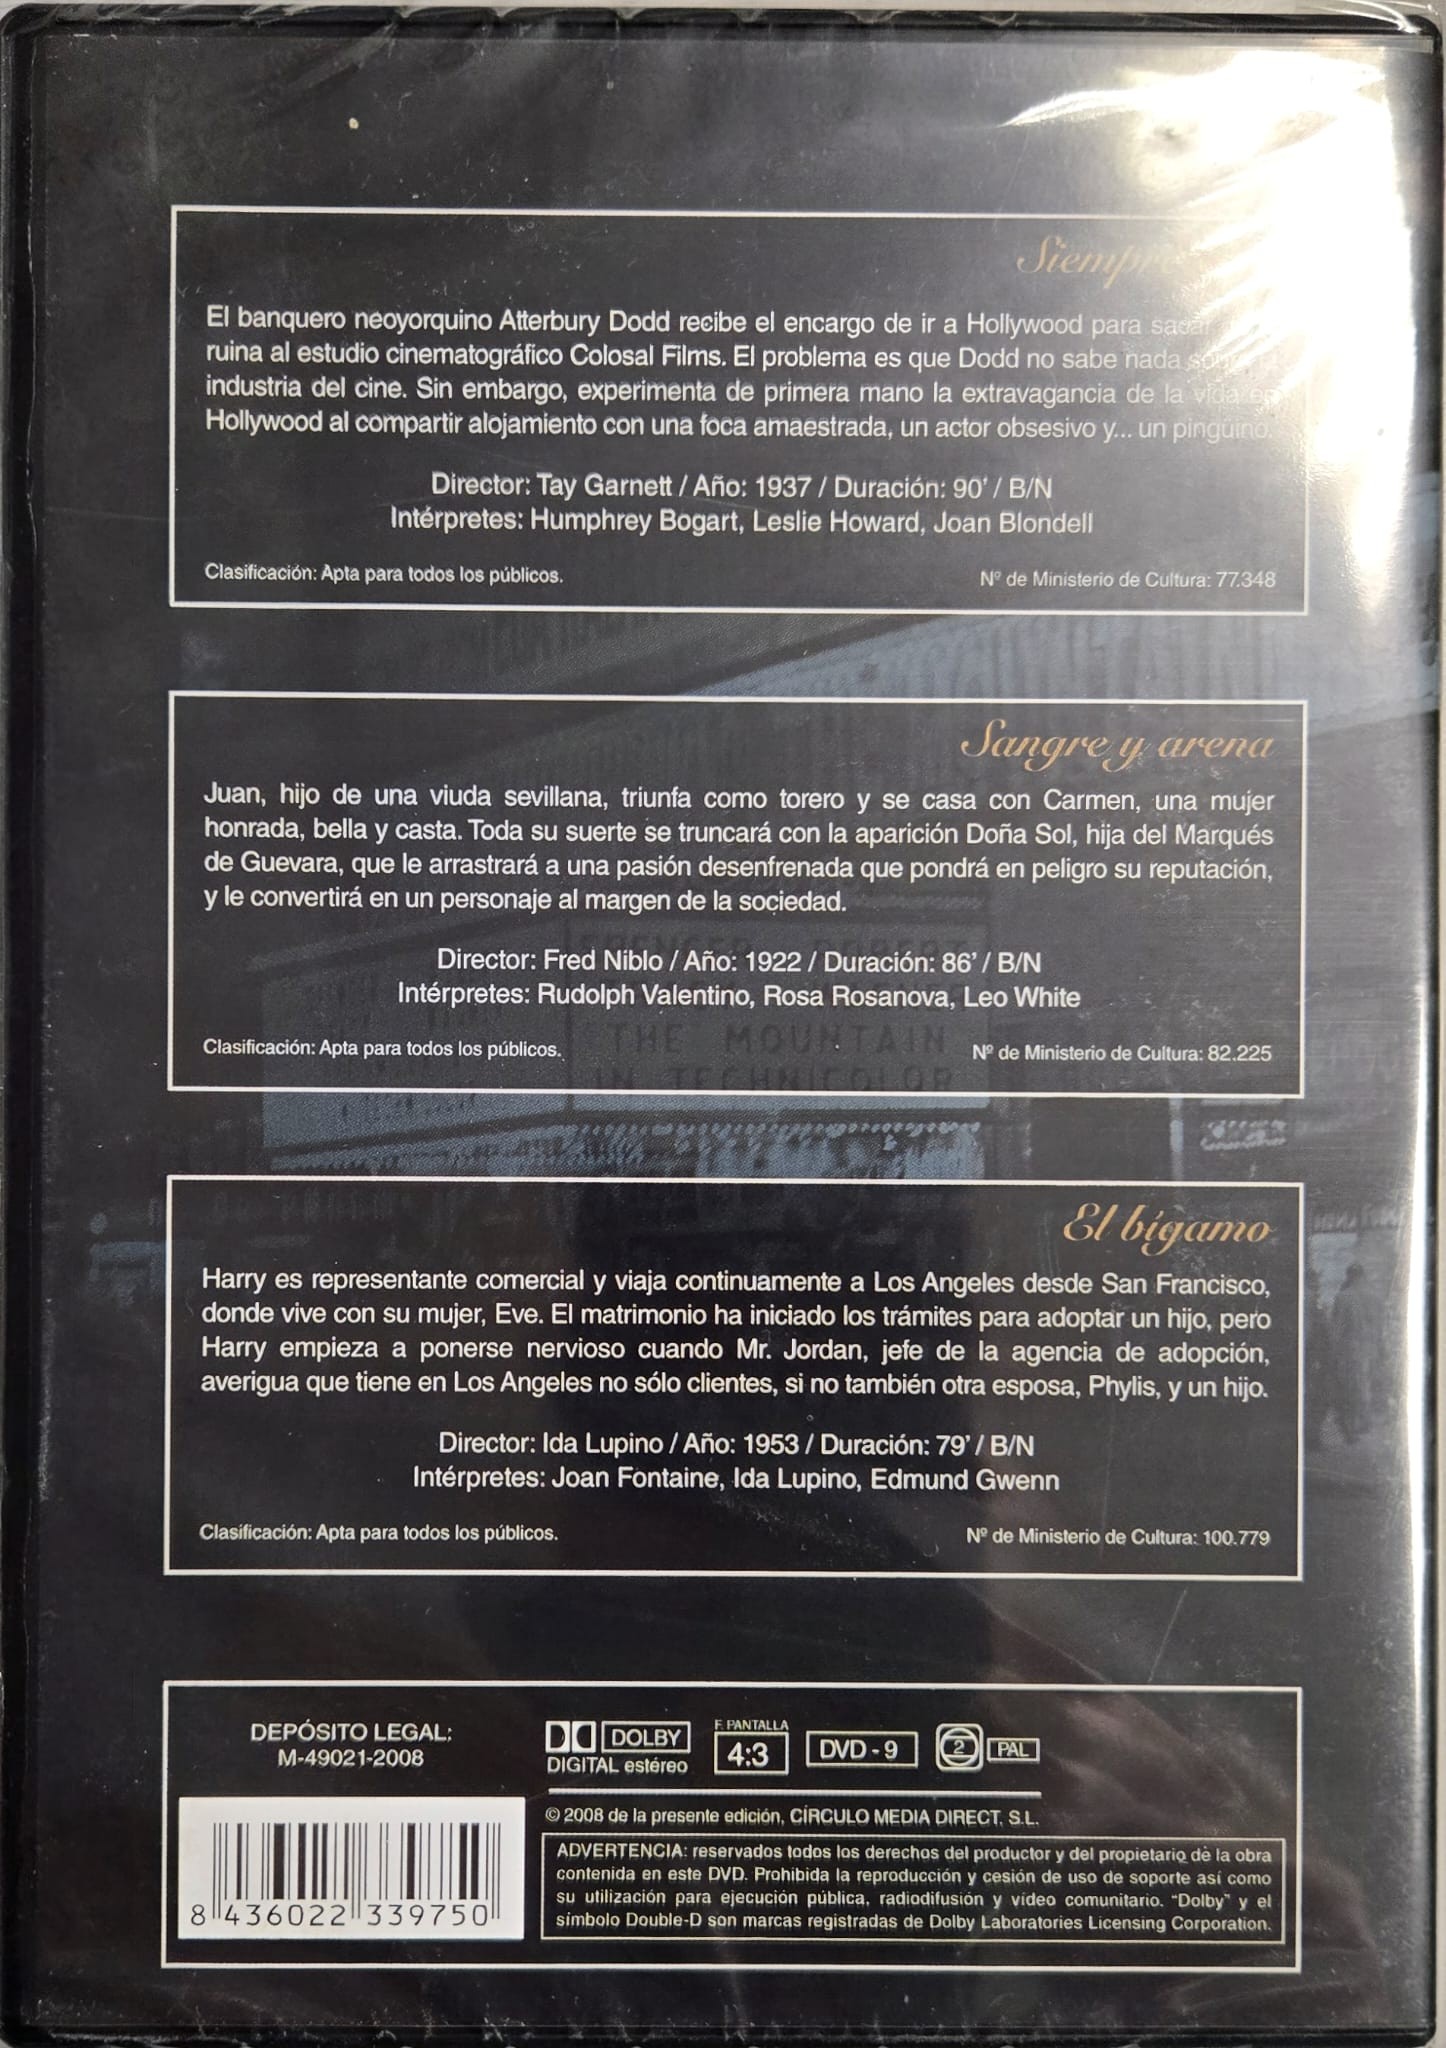 Siempre
El banquero neoyorquino Atterbury Dodd recibe el encargo de ir a Hollywood para sacar
ruina al estudio cinematográfico Colosal Films. El problema es que Dodd no sabe nada sobre la
industria del cine. Sin embargo, experimenta de primera mano la extravagancia de la vida en
Hollywood al compartir alojamiento con una foca amaestrada, un actor obsesivo y... un pingüino.
Director: Tay Garnett / Año: 1937 / Duración: 90' / B/N
Intérpretes: Humphrey Bogart, Leslie Howard, Joan Blondell
Clasificación: Apta para todos los públicos. Nº de Ministerio de Cultura: 77.348
Sangre y arena
Juan, hijo de una viuda sevillana, triunfa como torero y se casa con Carmen, una mujer
honrada, bella y casta. Toda su suerte se truncará con la aparición Doña Sol, hija del Marqués
de Guevara, que le arrastrará a una pasión desenfrenada que pondrá en peligro su reputación,
y le convertirá en un personaje al margen de la sociedad.
Director: Fred Niblo / Año: 1922 / Duración: 86' / B/N
Intérpretes: Rudolph Valentino, Rosa Rosanova, Leo White
THE MOUNTAIN
Clasificación: Apta para todos los públicos. Nº de Ministerio de Cultura: 82.225
IN TECHNICOLOR
El bígamo
Harry es representante comercial y viaja continuamente a Los Angeles desde San Francisco,
donde vive con su mujer, Eve. El matrimonio ha iniciado los trámites para adoptar un hijo, pero
Harry empieza a ponerse nervioso cuando Mr. Jordan, jefe de la agencia de adopción,
averigua que tiene en Los Angeles no sólo clientes, si no también otra esposa, Phylis, y un hijo.
Director: Ida Lupino / Año: 1953 / Duración: 79' / B/N
Intérpretes: Joan Fontaine, Ida Lupino, Edmund Gwenn
Clasificación: Apta para todos los públicos. Nº de Ministerio de Cultura: 100.779
DEPÓSITO LEGAL:
M-49021-2008
DOLBY
DIGITAL estéreo
F. PANTALLA
4:3
DVD - 9
2
PAL
© 2008 de la presente edición, CÍRCULO MEDIA DIRECT, S.L.
ADVERTENCIA: reservados todos los derechos del productor y del propietario de la obra
contenida en este DVD. Prohibida la reproducción y cesión de uso de soporte así como
su utilización para ejecución pública, radiodifusión y vídeo comunitario. "Dolby" y el
símbolo Double-D son marcas registradas de Dolby Laboratories Licensing Corporation.
8 436022 339750